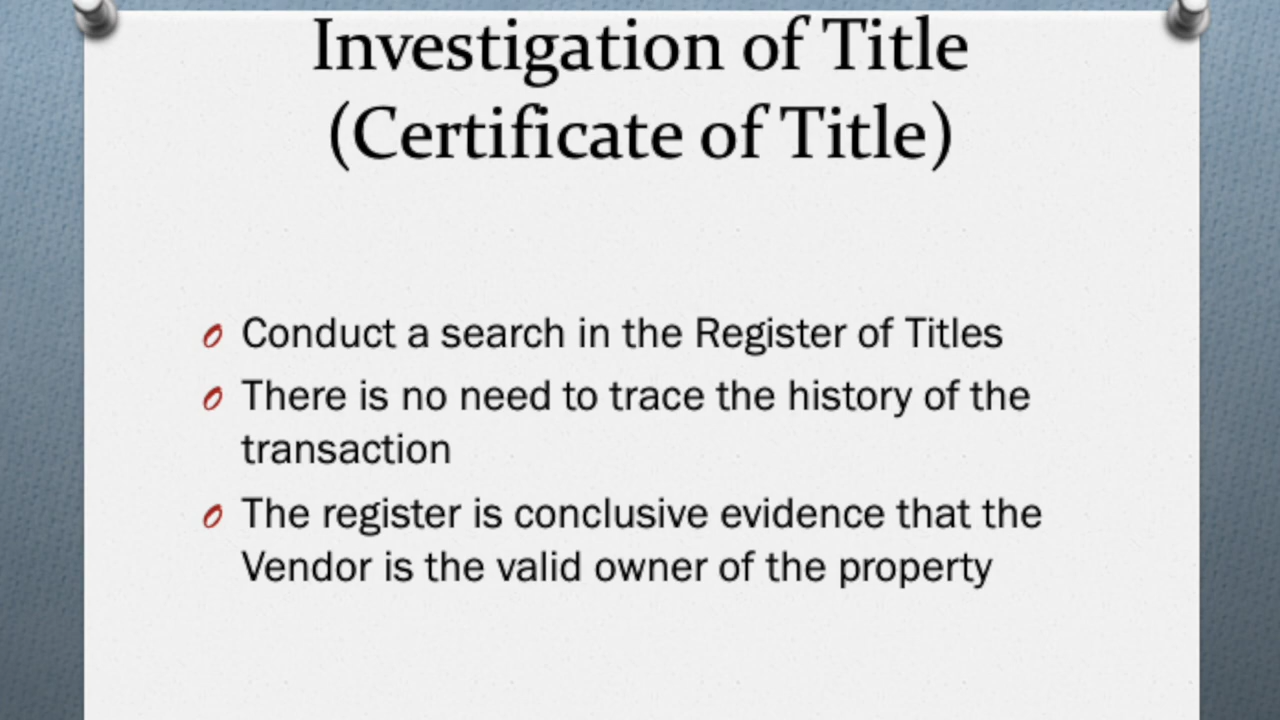 Investigation of Title
(Certificate of Title)
Conduct a search in the Register of Titles
There is no need to trace the history of the
transaction
The register is conclusive evidence that the
Vendor is the valid owner of the property